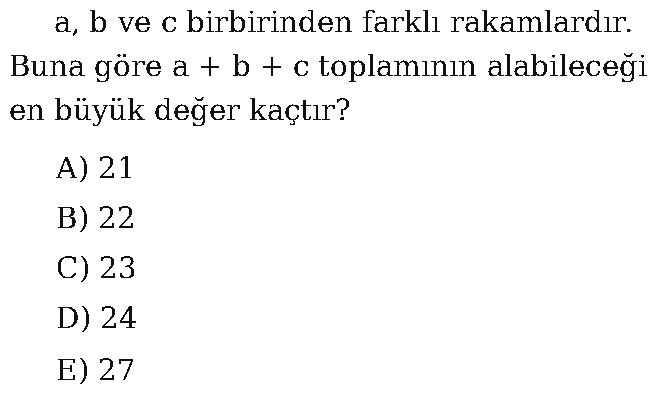 a, b ve c birbirinden farklı rakamlardır.
Buna göre a + b + c toplamının alabileceği
en büyük değer kaçtır?
A) 21
B) 22
C) 23
D) 24
E) 27